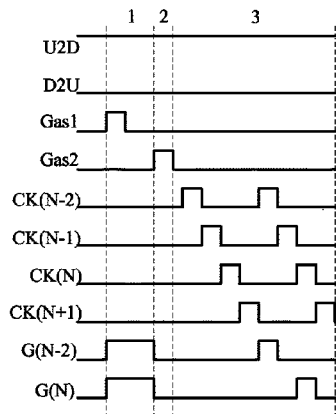 1 2 3
U2D
D2U
Gas1
Gas2
CK(N-2)
CK(N-1)
CK(N)
CK(N+1)
G(N-2)
G(N)